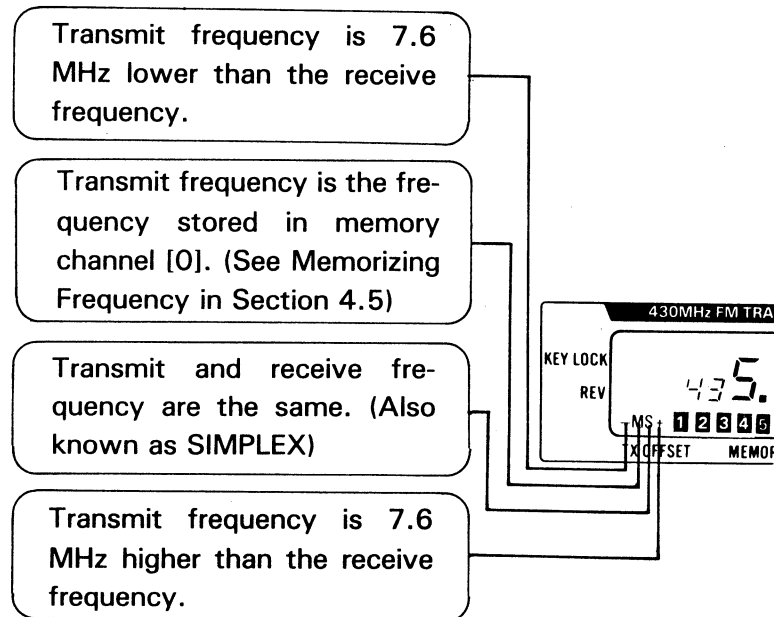 Transmit frequency is 7.6
MHz lower than the receive
frequency.
Transmit frequency is the fre-
quency stored in memory
channel [0]. (See Memorizing
Frequency in Section 4.5)
Transmit and receive fre-
quency are the same. (Also
known as SIMPLEX)
Transmit frequency is 7.6
MHz higher than the receive
frequency.
430MHz FM TRA
KEY LOCK
REV
435.
-MS+ 1 2 3 4 5
TX OFFSET MEMOR